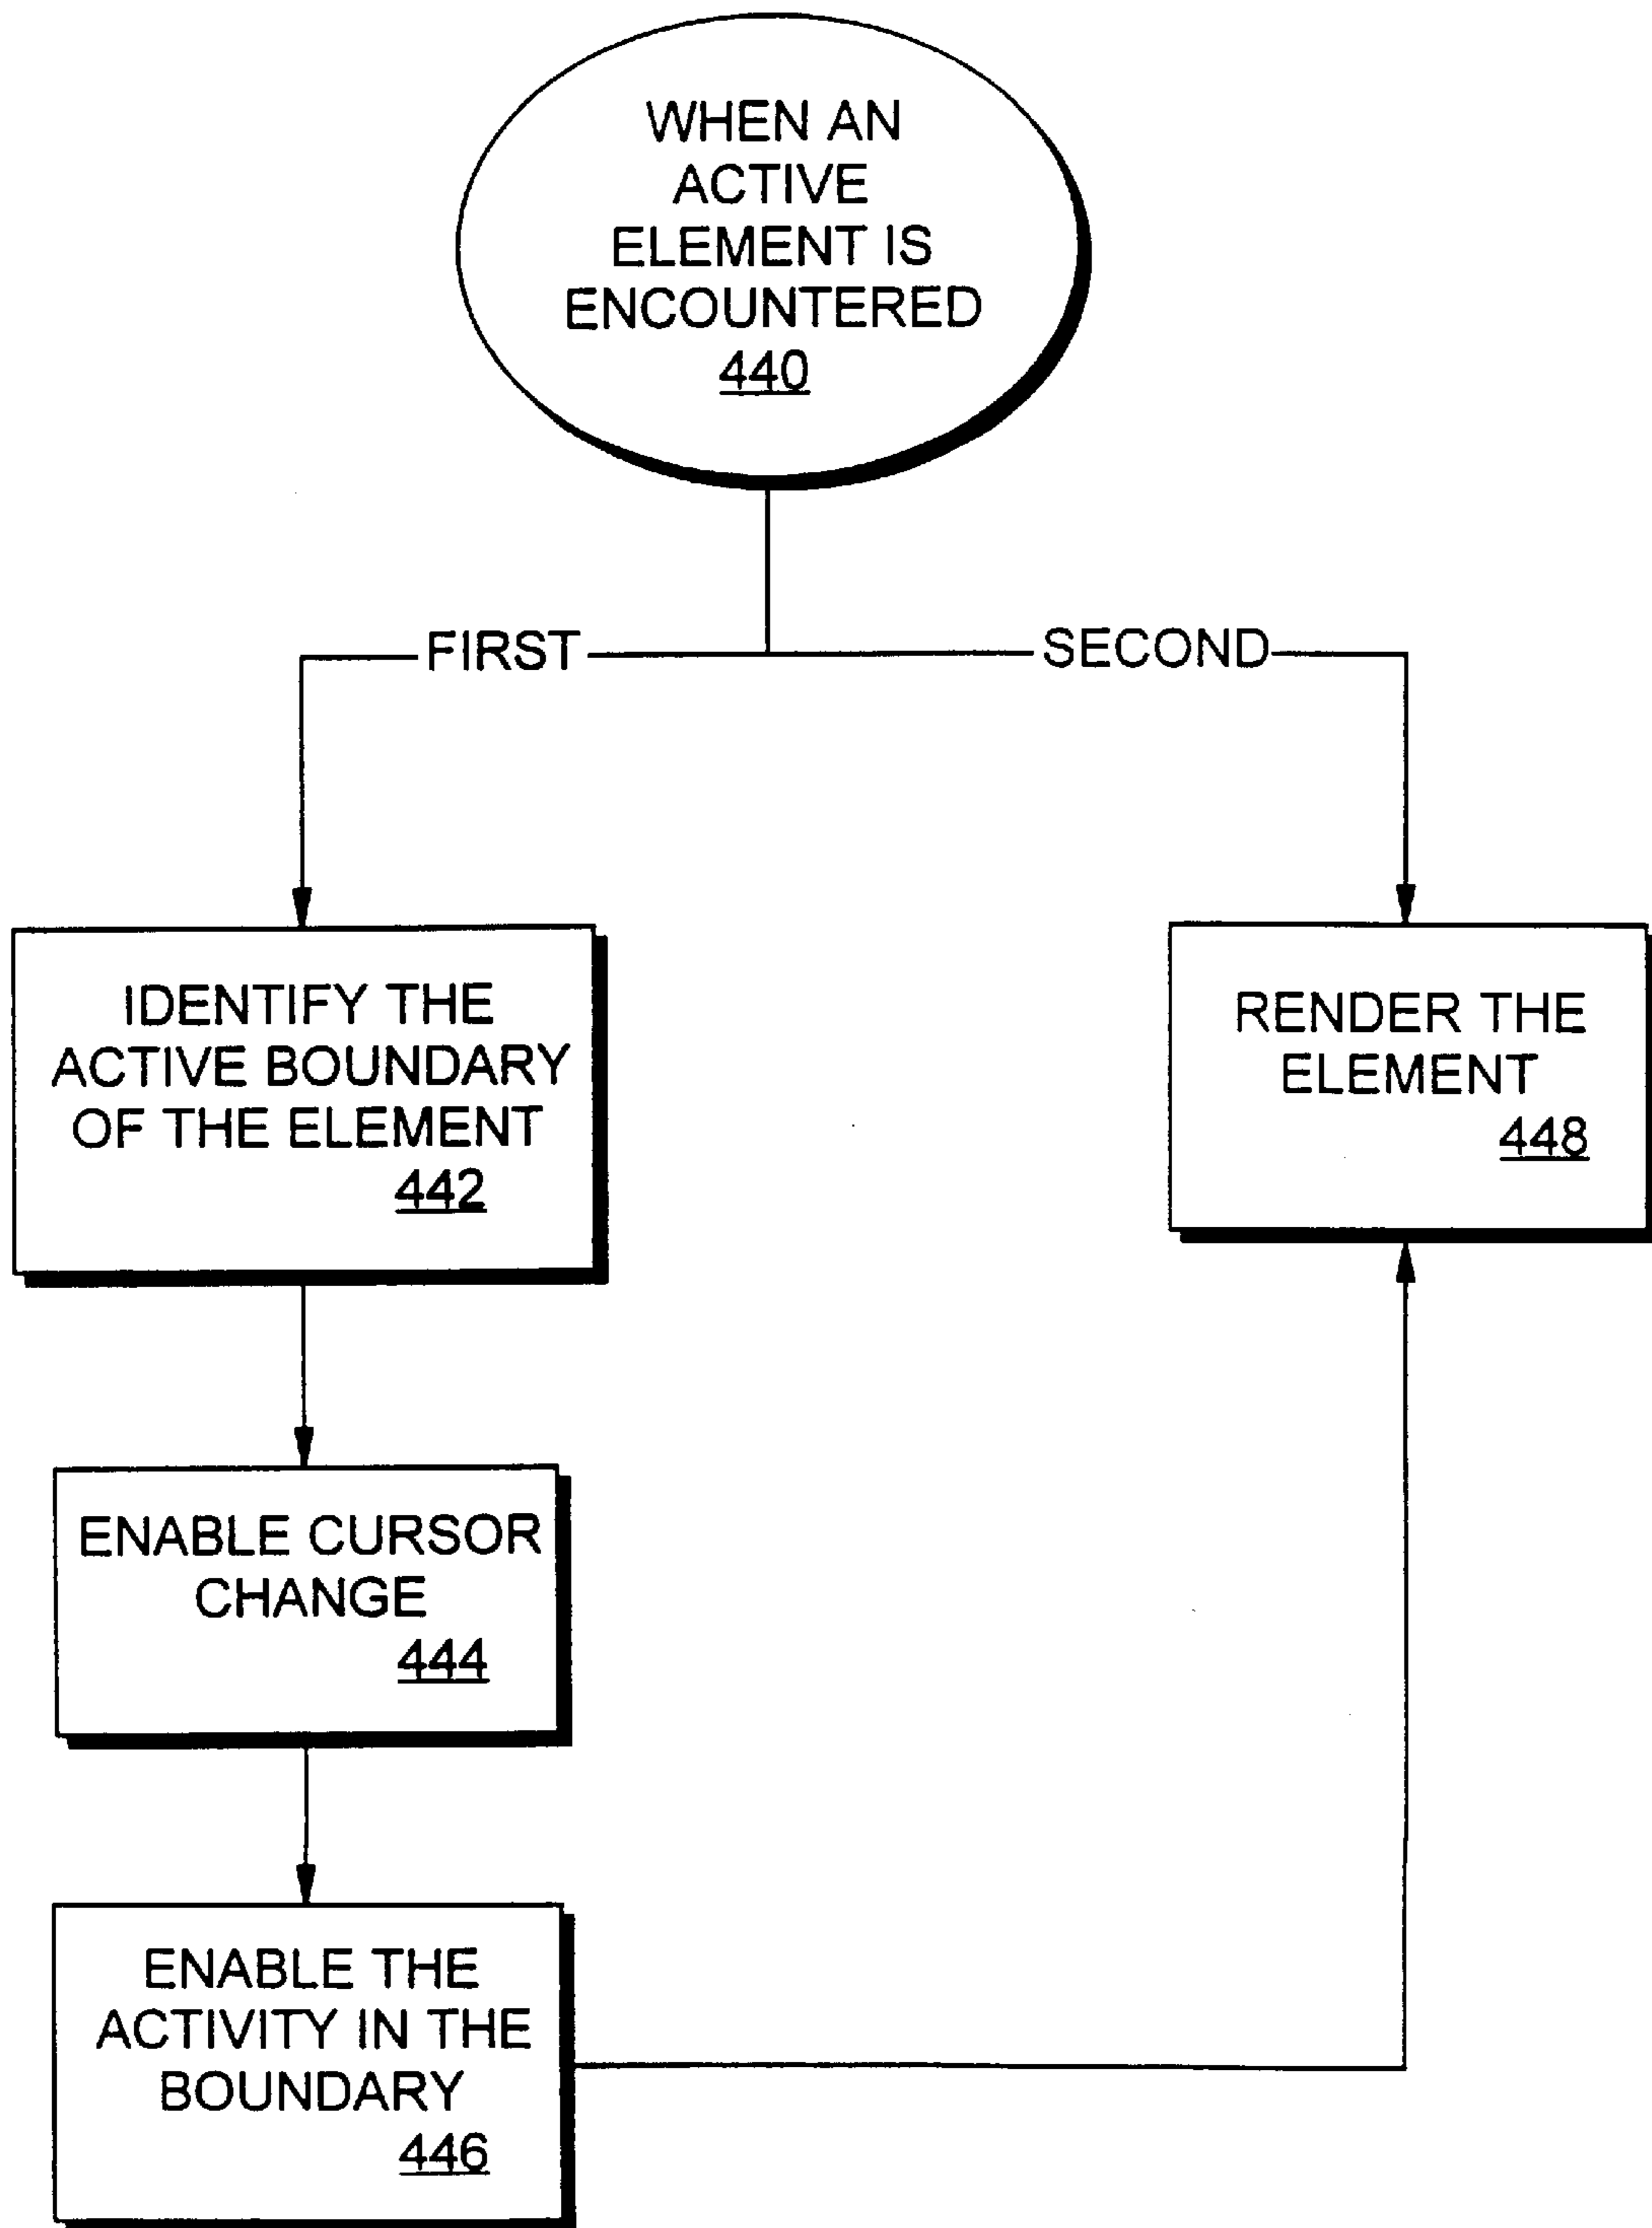 WHEN AN
ACTIVE
ELEMENT IS
ENCOUNTERED
440
FIRST
SECOND
IDENTIFY THE
ACTIVE BOUNDARY
OF THE ELEMENT
442
RENDER THE
ELEMENT
448
ENABLE CURSOR
CHANGE
444
ENABLE THE
ACTIVITY IN THE
BOUNDARY
446